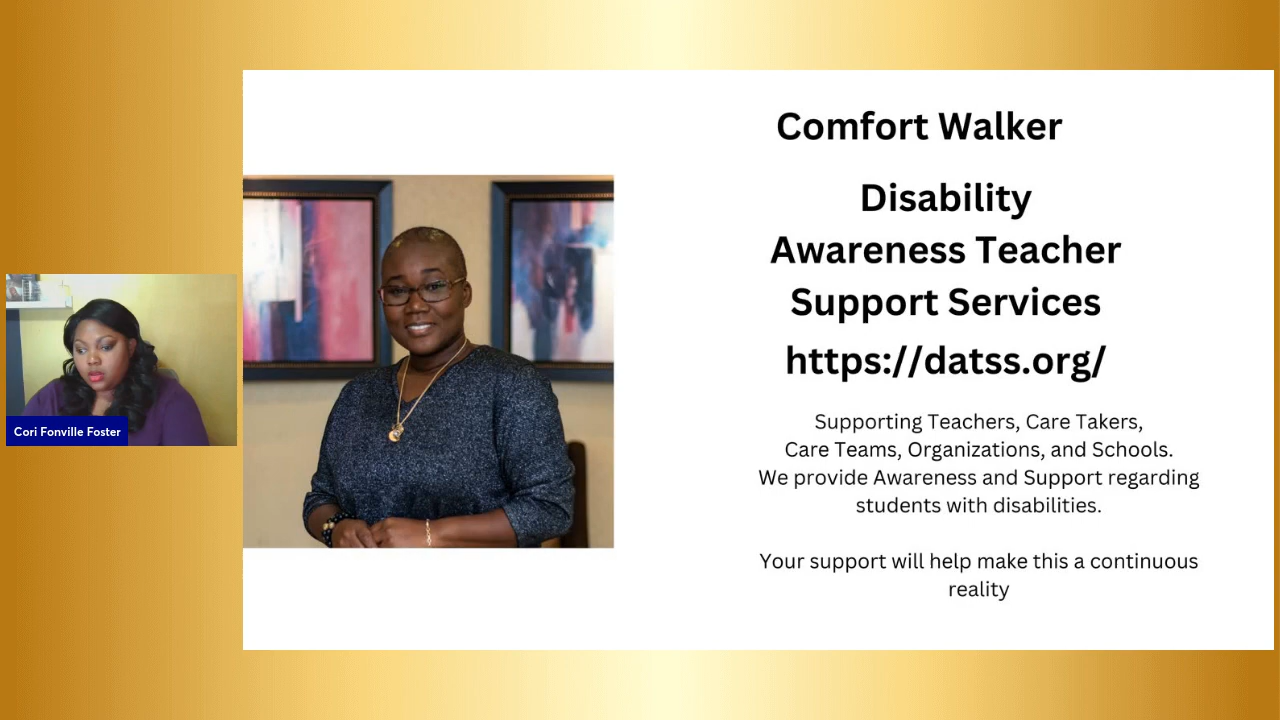 Comfort Walker
Disability
Awareness Teacher
Support Services
https://datss.org/
Supporting Teachers, Care Takers,
Care Teams, Organizations, and Schools.
We provide Awareness and Support regarding
students with disabilities.
Your support will help make this a continuous
reality
Cori Fonville Foster